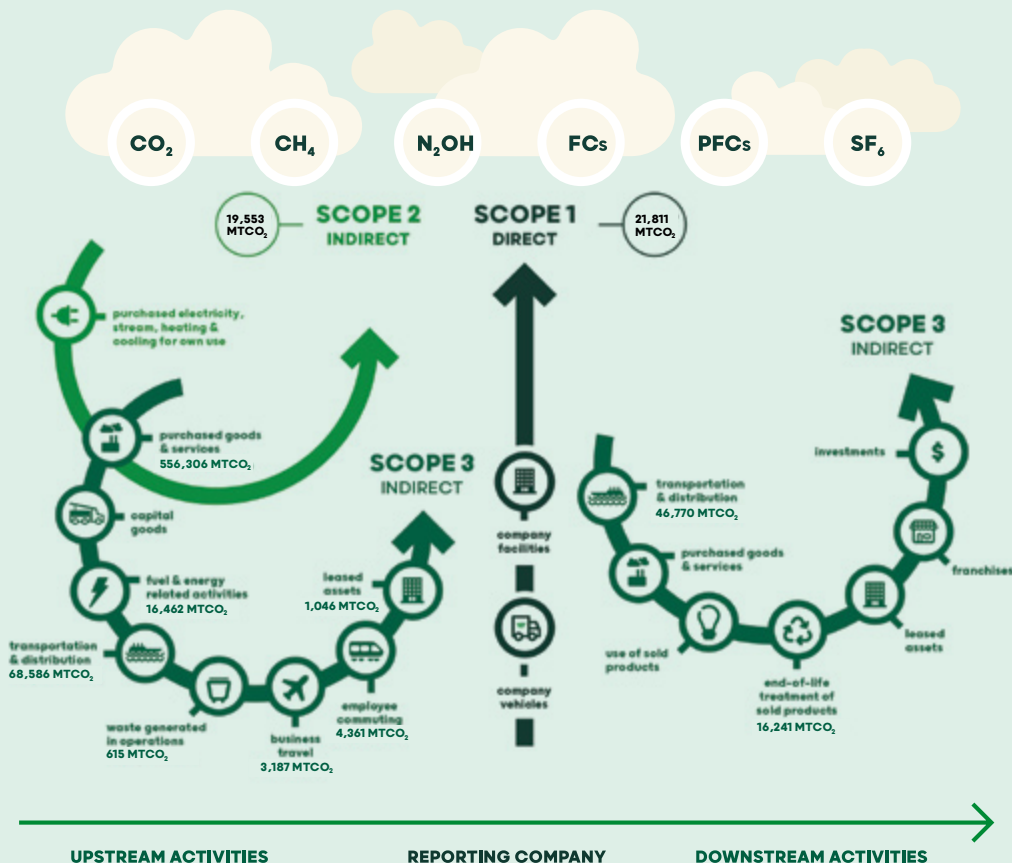 CO₂
CH₄
N₂OH
FCs
PFCs
SF₆
19,553
MTCO₂
SCOPE 2
INDIRECT
SCOPE 1
DIRECT
21,811
MTCO₂
purchased electricity,
stream, heating &
cooling for own use
purchased goods
& services
556,306 MTCO₂
capital
goods
fuel & energy
related activities
16,462 MTCO₂
transportation
& distribution
68,586 MTCO₂
waste generated
in operations
615 MTCO₂
business
travel
3,187 MTCO₂
employee
commuting
4,361 MTCO₂
leased
assets
1,046 MTCO₂
SCOPE 3
INDIRECT
company
facilities
company
vehicles
SCOPE 3
INDIRECT
transportation
& distribution
46,770 MTCO₂
purchased goods
& services
use of sold
products
end-of-life
treatment of
sold products
16,241 MTCO₂
leased
assets
franchises
investments
$
UPSTREAM ACTIVITIES
REPORTING COMPANY
DOWNSTREAM ACTIVITIES